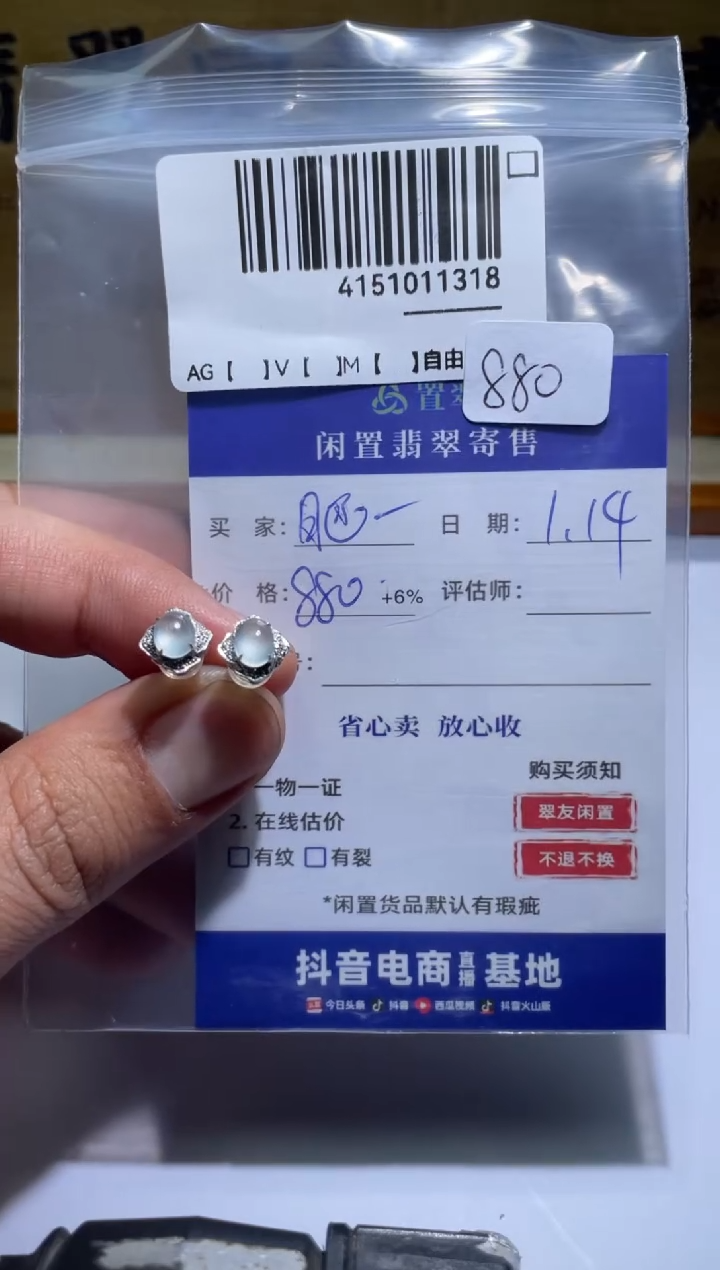 4151011318
AG【 】V【 】M【 】自由
880
置
闲置翡翠寄售
买 家: 日 期: 1.14
价 格: 880 +6% 评估师:
:
省心卖 放心收
一物一证 购买须知
2. 在线估价 翠友闲置
有纹 有裂 不退不换
*闲置货品默认有瑕疵
抖音电商直播基地
今日头条 抖音 西瓜视频 抖音火山版